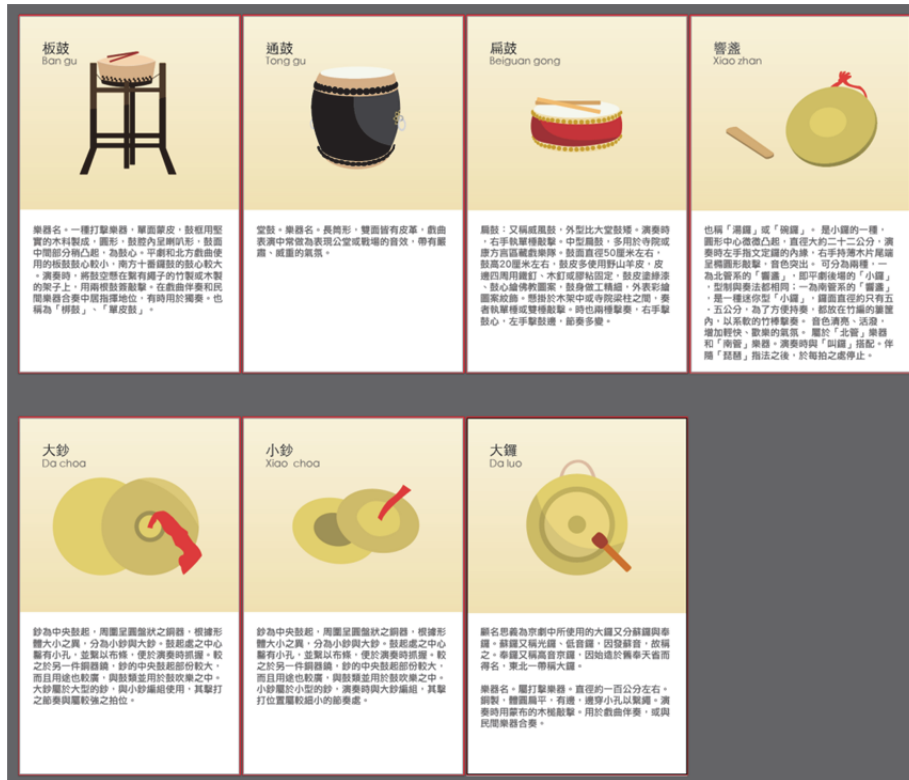 板鼓
Ban gu
樂器名。一種打擊樂器，單面蒙皮，鼓框用堅
實的木料製成，圓形，鼓腔內呈喇叭形，鼓面
中間部分稍凸起，為鼓心。平劇和北方戲曲使
用的板鼓鼓心較小，南方十番鑼鼓的鼓心較大
。演奏時，將鼓空懸在繫有繩子的竹製或木製
的架子上，用兩根鼓簽敲擊。在戲曲伴奏和民
間樂器合奏中居指揮地位，有時用於獨奏。也
稱為「梆鼓」、「單皮鼓」。
通鼓
Tong gu
堂鼓。樂器名。長筒形，雙面皆有皮革，戲曲
表演中常做為表現公堂或戰場的音效，帶有嚴
肅、威重的氣氛。
扁鼓
Beiguan gong
扁鼓：又稱威風鼓，外型比大堂鼓矮。演奏時
，右手執單槌敲擊。中型扁鼓，多用於寺院或
康方言區藏戲樂隊。鼓面直徑50厘米左右，
鼓高20厘米左右，鼓皮多使用野山羊皮，皮
邊四周用鐵釘、木釘或膠粘固定，鼓皮塗綠漆
、鼓心繪佛教圖案，鼓身做工精細，外表彩繪
圖案紋飾。懸掛於木架中或寺院梁柱之間，奏
者執單槌或雙槌敲擊。時也兩槌擊奏，右手擊
鼓心，左手擊鼓邊，節奏多變。
響盞
Xiao zhan
也稱「湯鑼」或「碗鑼」，是小鑼的一種，
圓形中心微微凸起，直徑大約二十二公分，演
奏時左手指文定鑼的內緣，右手持薄木片尾端
呈橢圓形敲擊，音色突出。 可分為兩種，一
為北管系的「響盞」，即平劇後場的「小鑼」
，型制與奏法都相同；一為南管系的「響盞」
，是一種迷你型「小鑼」，鑼面直徑約只有五
．五公分，為了方便持奏，都放在竹編的簍筐
內，以系軟的竹棒擊奏。 音色清亮、活潑，
增加輕快、歡樂的氣氛。 屬於「北管」樂器
和「南管」樂器。演奏時與「叫鑼」搭配。伴
隨「琵琶」指法之後，於每拍之處停止。
大鈔
Da choa
鈔為中央鼓起，周圍呈圓盤狀之銅器，根據形
體大小之異，分為小鈔與大鈔。鼓起處之中心
鑿有小孔，並繫以布條，便於演奏時抓握。較
之於另一件銅器鐃，鈔的中央鼓起部份較大，
而且用途也較廣，與鼓類並用於鼓吹樂之中。
大鈔屬於大型的鈔，與小鈔編組使用，其擊打
之節奏與屬較強之拍位。
小鈔
Xiao choa
鈔為中央鼓起，周圍呈圓盤狀之銅器，根據形
體大小之異，分為小鈔與大鈔。鼓起處之中心
鑿有小孔，並繫以布條，便於演奏時抓握。較
之於另一件銅器鐃，鈔的中央鼓起部份較大，
而且用途也較廣，與鼓類並用於鼓吹樂之中。
小鈔屬於小型的鈔，演奏時與大鈔編組，其擊
打位置屬較細小的節奏處。
大鑼
Da luo
顧名思義為京劇中所使用的大鑼又分蘇鑼與奉
鑼。蘇鑼又稱光鑼、低音鑼，因發蘇音，故稱
之。奉鑼又稱高音京鑼，因始造於舊奉天省而
得名，東北一帶稱大鑼。
樂器名。屬打擊樂器。直徑約一百公分左右。
銅製，體圓扁平，有邊，邊穿小孔以繫繩。演
奏時用蒙布的木槌敲擊。用於戲曲伴奏，或與
民間樂器合奏。